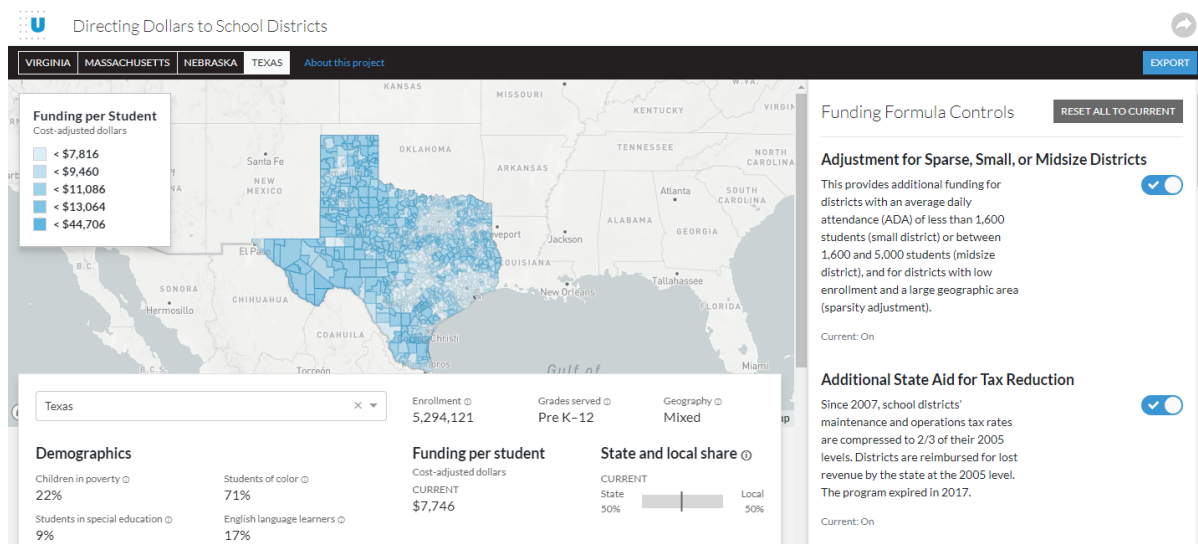 U
Directing Dollars to School Districts
VIRGINIA MASSACHUSETTS NEBRASKA TEXAS About this project EXPORT
Funding per Student
Cost-adjusted dollars
< $7,816
< $9,460
< $11,086
< $13,064
< $44,706
KANSAS
MISSOURI
KENTUCKY
W.VA.
VIRGIN
Santa Fe
OKLAHOMA
TENNESSEE
NORTH
CAROLINA
NEW
MEXICO
ARKANSAS
Atlanta
SOUTH
CAROLINA
ALABAMA
GEORGIA
El Paso
eveport
Jackson
B.C.
LOUISIANA
SONORA
CHIHUAHUA
New Orleans
Tallahassee
Hermosillo
FLORIDA
COAHUILA
Christi
B.C.S.
Torreón
Gulf of
Miami
ap
Texas
Enrollment
5,294,121
Grades served
Pre K–12
Geography
Mixed
Demographics
Children in poverty
22%
Students of color
71%
Students in special education
9%
English language learners
17%
Funding per student
Cost-adjusted dollars
CURRENT
$7,746
State and local share
CURRENT
State
50%
Local
50%
Funding Formula Controls
RESET ALL TO CURRENT
Adjustment for Sparse, Small, or Midsize Districts
This provides additional funding for
districts with an average daily
attendance (ADA) of less than 1,600
students (small district) or between
1,600 and 5,000 students (midsize
district), and for districts with low
enrollment and a large geographic area
(sparsity adjustment).
Current: On
Additional State Aid for Tax Reduction
Since 2007, school districts'
maintenance and operations tax rates
are compressed to 2/3 of their 2005
levels. Districts are reimbursed for lost
revenue by the state at the 2005 level.
The program expired in 2017.
Current: On